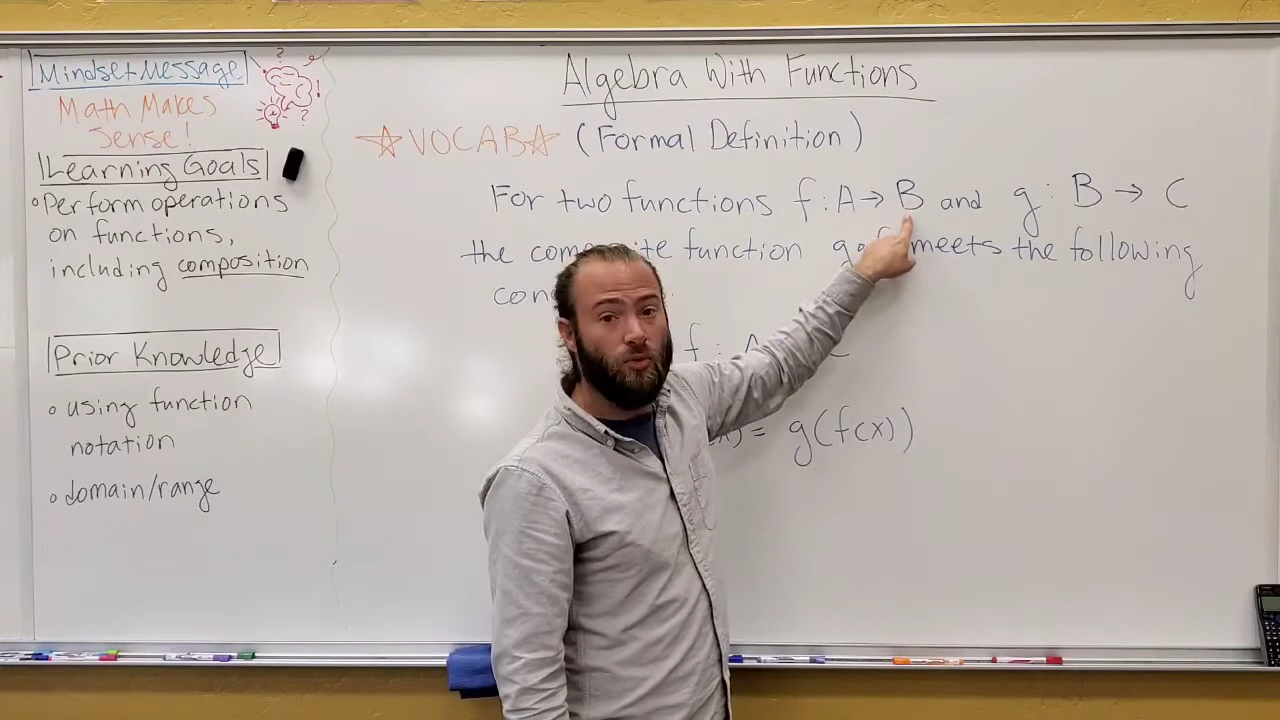 Mindset Message
Math Makes
Sense!
Learning Goals
Perform operations
on functions,
including composition
Prior Knowledge
using function
notation
domain/range
Algebra With Functions
VOCAB (Formal Definition)
For two functions f:A→B and g:B→C
the function meets the following
f:
= g(f(x))